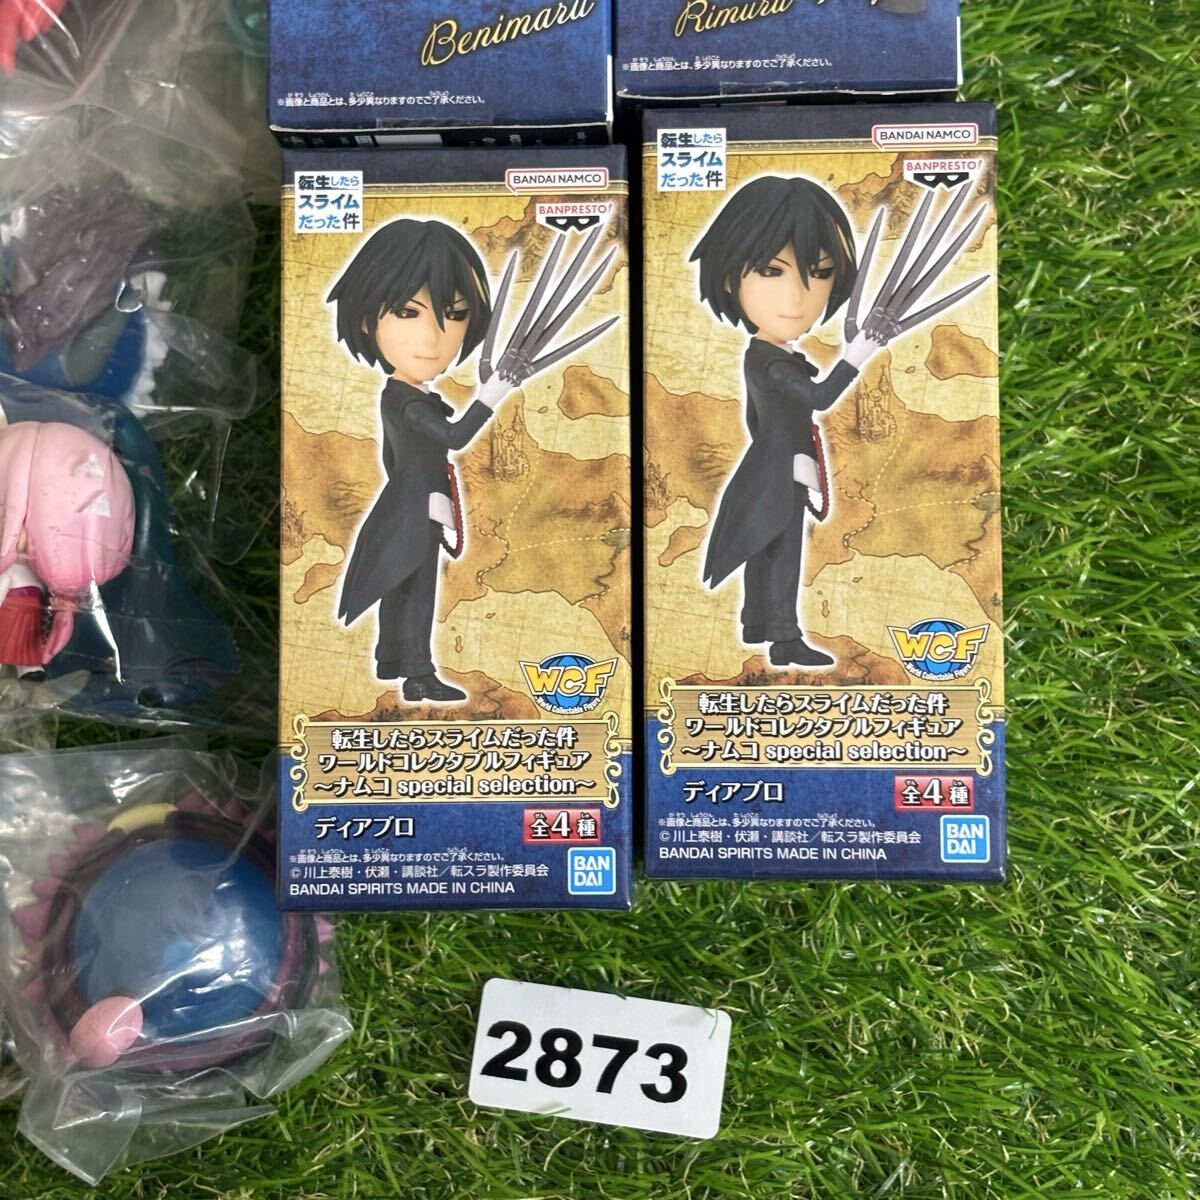 Benimaru
※画像と商品とは、多少異なりますのでご了承ください。
Rimuru
※画像と商品とは、多少異なりますのでご了承ください。
転生したら
スライム
だった件
BANDAI NAMCO
BANPRESTO
WCF
World Collectable Figure
転生したらスライムだった件
ワールドコレクタブルフィギュア
～ナムコ special selection～
ディアブロ
全4種
※画像と商品とは、多少異なりますのでご了承ください。
©川上泰樹・伏瀬・講談社／転スラ製作委員会
BANDAI SPIRITS MADE IN CHINA
BAN
DAI
転生したら
スライム
だった件
BANDAI NAMCO
BANPRESTO
WCF
World Collectable Figure
転生したらスライムだった件
ワールドコレクタブルフィギュア
～ナムコ special selection～
ディアブロ
全4種
※画像と商品とは、多少異なりますのでご了承ください。
©川上泰樹・伏瀬・講談社／転スラ製作委員会
BANDAI SPIRITS MADE IN CHINA
BAN
DAI
2873